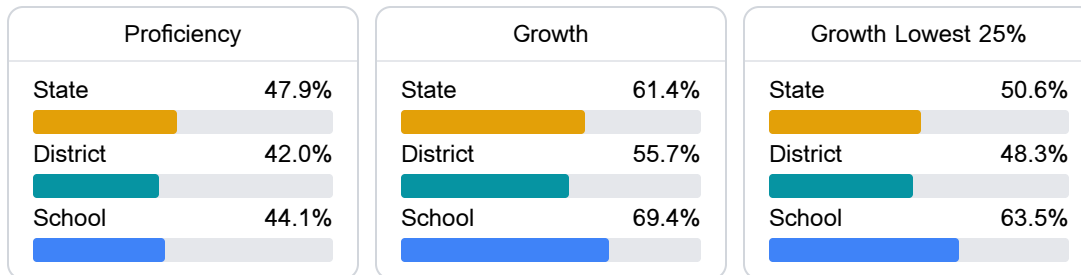 Proficiency
State 47.9%
District 42.0%
School 44.1%
Growth
State 61.4%
District 55.7%
School 69.4%
Growth Lowest 25%
State 50.6%
District 48.3%
School 63.5%